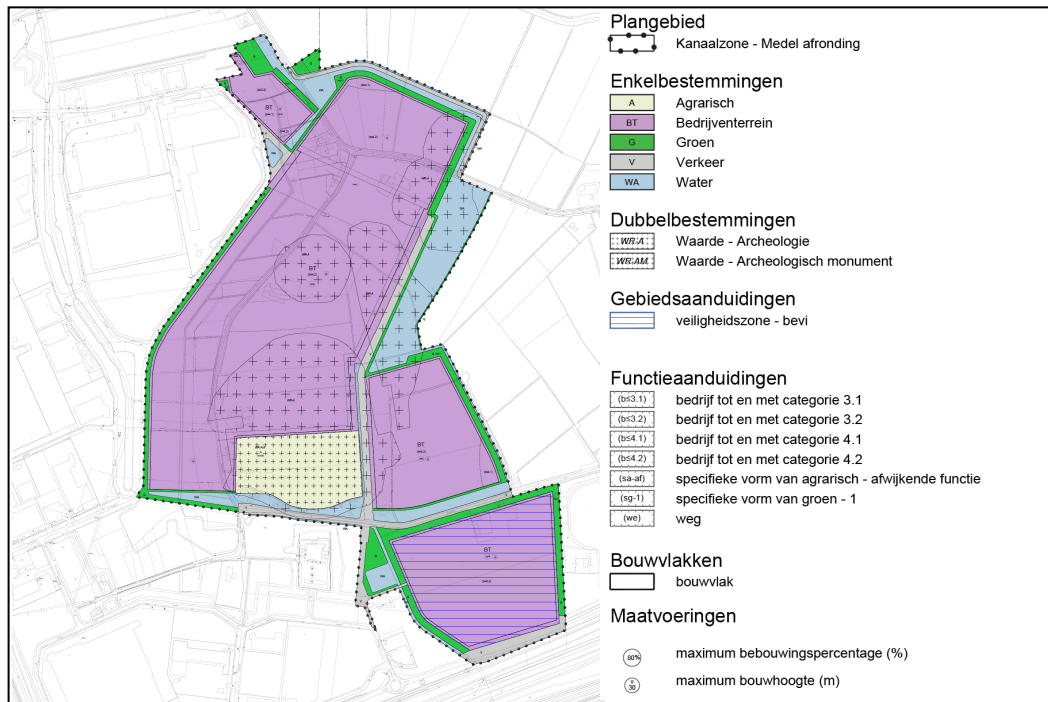 Plangebied
Kanaalzone - Medel afronding
Enkelbestemmingen
A Agrarisch
BT Bedrijventerrein
G Groen
V Verkeer
WA Water
Dubbelbestemmingen
WR-A Waarde - Archeologie
WR-AM Waarde - Archeologisch monument
Gebiedsaanduidingen
veiligheidszone - bevi
Functieaanduidingen
(b≤3.1) bedrijf tot en met categorie 3.1
(b≤3.2) bedrijf tot en met categorie 3.2
(b≤4.1) bedrijf tot en met categorie 4.1
(b≤4.2) bedrijf tot en met categorie 4.2
(sa-af) specifieke vorm van agrarisch - afwijkende functie
(sg-1) specifieke vorm van groen - 1
(we) weg
Bouwvlakken
bouwvlak
Maatvoeringen
80% maximum bebouwingspercentage (%)
30 maximum bouwhoogte (m)
BT
BT
BT
BT